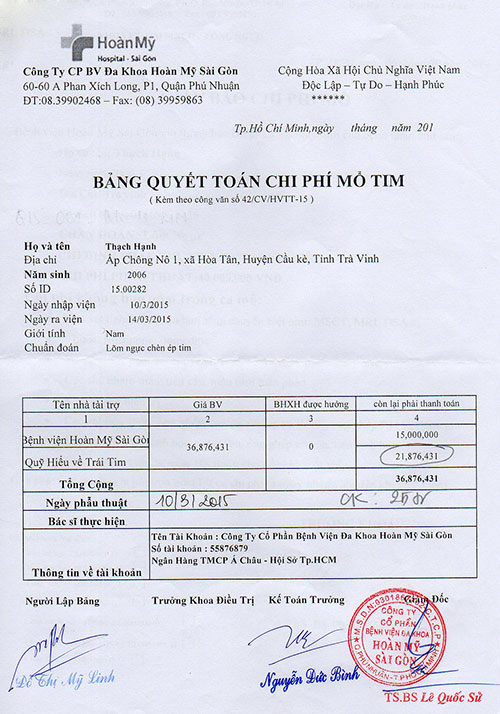 HoànMỹ
Hospital - Sài Gòn
Công Ty CP BV Đa Khoa Hoàn Mỹ Sài Gòn
60-60 A Phan Xích Long, P1, Quận Phú Nhuận
ĐT:08.39902468 – Fax: (08) 39959863
Cộng Hòa Xã Hội Chủ Nghĩa Việt Nam
Độc Lập – Tự Do – Hạnh Phúc
******
Tp.Hồ Chí Minh,ngày tháng năm 201
BẢNG QUYẾT TOÁN CHI PHÍ MỔ TIM
( Kèm theo công văn số 42/CV/HVTT-15 )
Họ và tên Thạch Hạnh
Địa chỉ Ấp Chông Nô 1, xã Hòa Tân, Huyện Cầu kè, Tỉnh Trà Vinh
Năm sinh 2006
Số ID 15.00282
Ngày nhập viện 10/3/2015
Ngày ra viện 14/03/2015
Giới tính Nam
Chuẩn đoán Lõm ngực chèn ép tim
Tên nhà tài trợ Giá BV BHXH được hưởng còn lại phải thanh toán
1 2 3 4
Bệnh viện Hoàn Mỹ Sài Gòn 36,876,431 0 15,000,000
Quỹ Hiểu về Trái Tim 21,876,431
Tổng Cộng 36,876,431
Ngày phẫu thuật 10/3/2015 CK:
Bác sĩ thực hiện
Thông tin về tài khoản
Tên Tài Khoản : Công Ty Cổ Phần Bệnh Viện Đa Khoa Hoàn Mỹ Sài Gòn
Số tài khoản : 55876879
Ngân Hàng TMCP Á Châu - Hội Sở Tp.HCM
Người Lập Bảng Trưởng Khoa Điều Trị Kế Toán Trưởng Giám Đốc
CÔNG TY
CỔ PHẦN
BỆNH VIỆN ĐA KHOA
HOÀN MỸ
SÀI GÒN
Đỗ Thị Mỹ Linh
Nguyễn Đức Bình
TS.BS Lê Quốc Sử